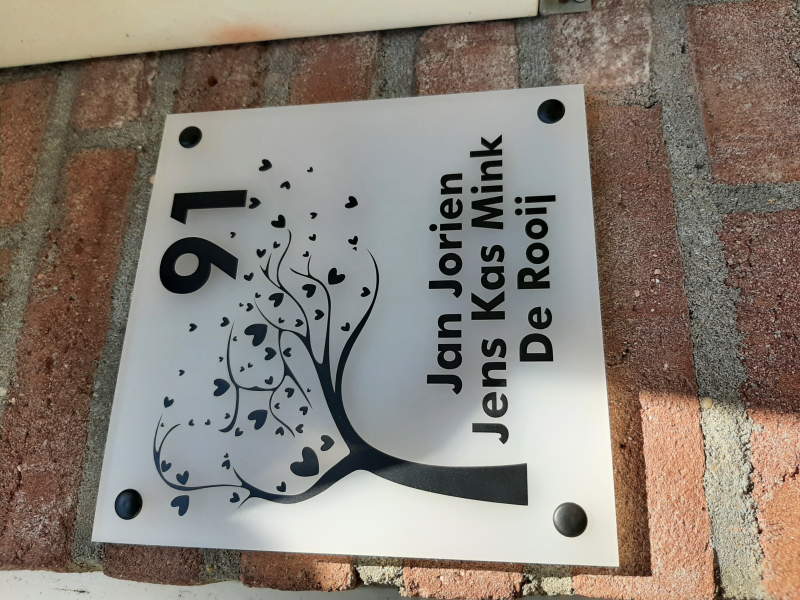 91
Jan Jorien
Jens Kas Mink
De Rooij